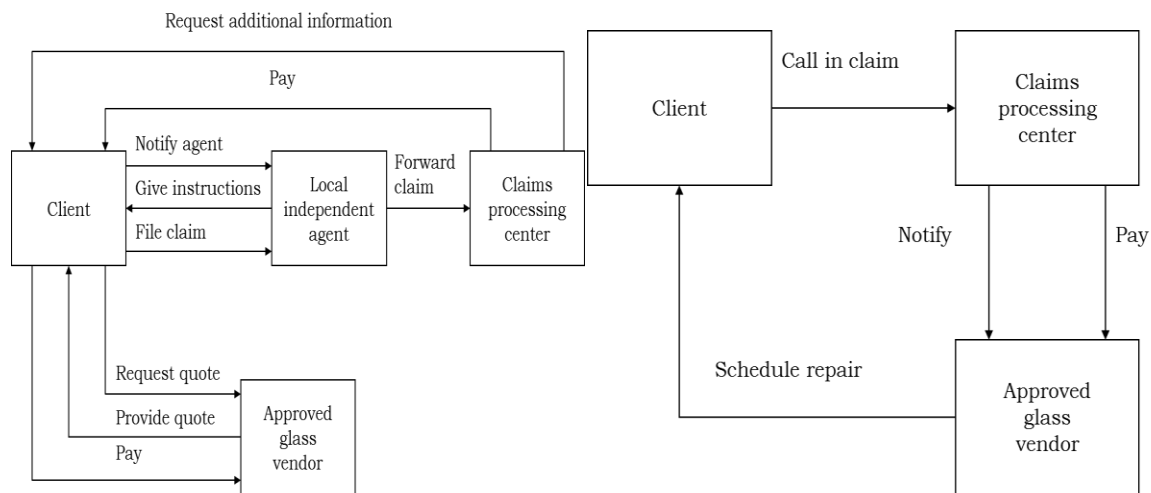 Request additional information
Pay
Notify agent
Give instructions
File claim
Forward
claim
Client
Local
independent
agent
Claims
processing
center
Request quote
Provide quote
Pay
Approved
glass
vendor
Client
Call in claim
Claims
processing
center
Notify
Pay
Schedule repair
Approved
glass
vendor